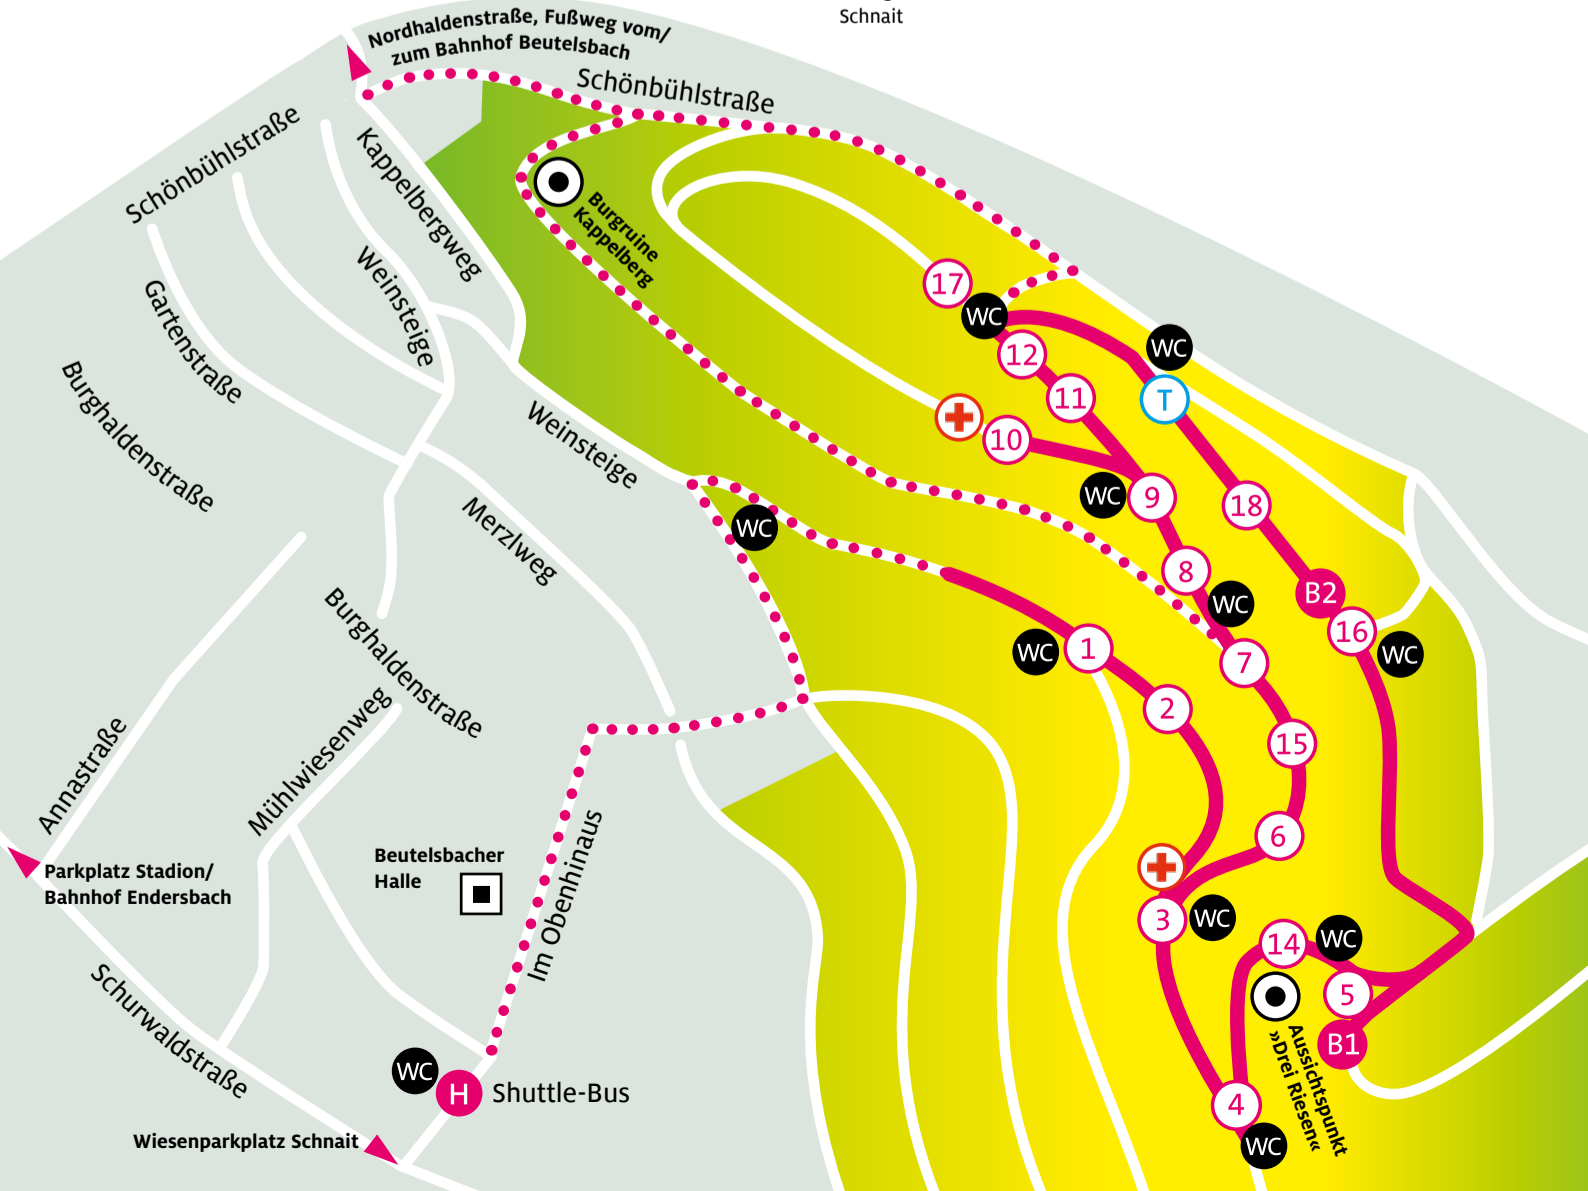 Schnait
Nordhaldenstraße, Fußweg vom/
zum Bahnhof Beutelsbach
Schönbühlstraße
Schönbühlstraße
Kappelbergweg
Burgruine
Kappelberg
Weinsteige
Gartenstraße
17
WC
12
WC
11
T
Burghaldenstraße
Weinsteige
10
9
WC
18
Merzlweg
WC
8
B2
WC
16
WC
Burghaldenstraße
1
WC
7
2
15
Mühlwiesenweg
Annastraße
6
Im Obenhinaus
Beutelsbacher
Halle
Parkplatz Stadion/
Bahnhof Endersbach
3
WC
14
WC
5
B1
Aussichtspunkt
»Drei Riesen«
Schurwaldstraße
WC
H
Shuttle-Bus
4
WC
Wiesenparkplatz Schnait